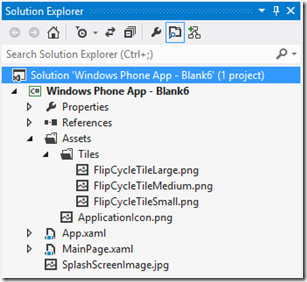 Solution Explorer
Search Solution Explorer (Ctrl+;)
Solution 'Windows Phone App - Blank6' (1 project)
C# Windows Phone App - Blank6
Properties
References
Assets
Tiles
FlipCycleTileLarge.png
FlipCycleTileMedium.png
FlipCycleTileSmall.png
ApplicationIcon.png
App.xaml
MainPage.xaml
SplashScreenImage.jpg